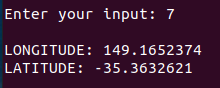 Enter your input: 7
LONGITUDE: 149.1652374
LATITUDE: -35.3632621